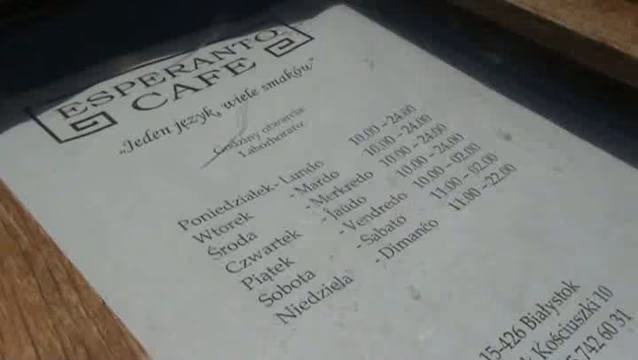 ESPERANTO
CAFE
„Jeden język, wiele smaków"
Godziny otwarcia
Laborhoraro
Poniedziałek - Lundo 10.00 - 24.00
Wtorek - Mardo 10.00 - 24.00
Środa - Merkredo 10.00 - 24.00
Czwartek - Ĵaŭdo 10.00 - 24.00
Piątek - Vendredo 10.00 - 02.00
Sobota - Sabato 11.00 - 02.00
Niedziela - Dimanĉo 11.00 - 22.00
15-426 Białystok
Kościuszki 10
742 60 31